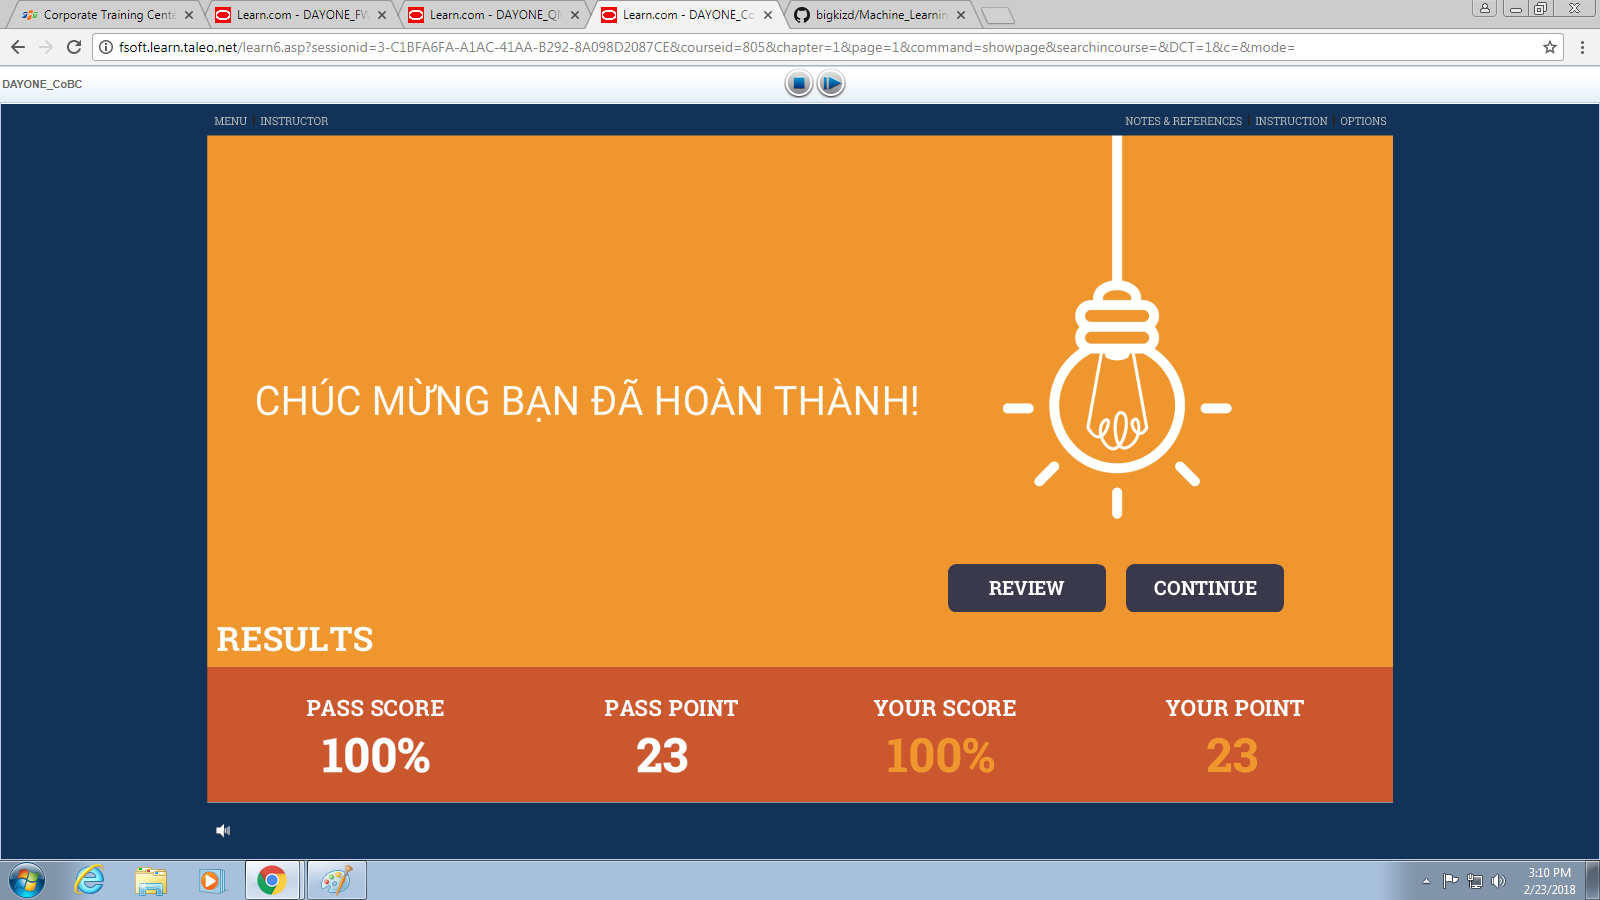 Corporate Training Cente
Learn.com - DAYONE_FW
Learn.com - DAYONE_QM
Learn.com - DAYONE_Co
bigkizd/Machine_Learnin
fsoft.learn.taleo.net/learn6.asp?sessionid=3-C1BFA6FA-A1AC-41AA-B292-8A098D2087CE&courseid=805&chapter=1&page=1&command=showpage&searchincourse=&DCT=1&c=&mode=
DAYONE_CoBC
MENU INSTRUCTOR
NOTES & REFERENCES INSTRUCTION OPTIONS
CHÚC MỪNG BẠN ĐÃ HOÀN THÀNH!
REVIEW
CONTINUE
RESULTS
PASS SCORE
100%
PASS POINT
23
YOUR SCORE
100%
YOUR POINT
23
3:10 PM
2/23/2018